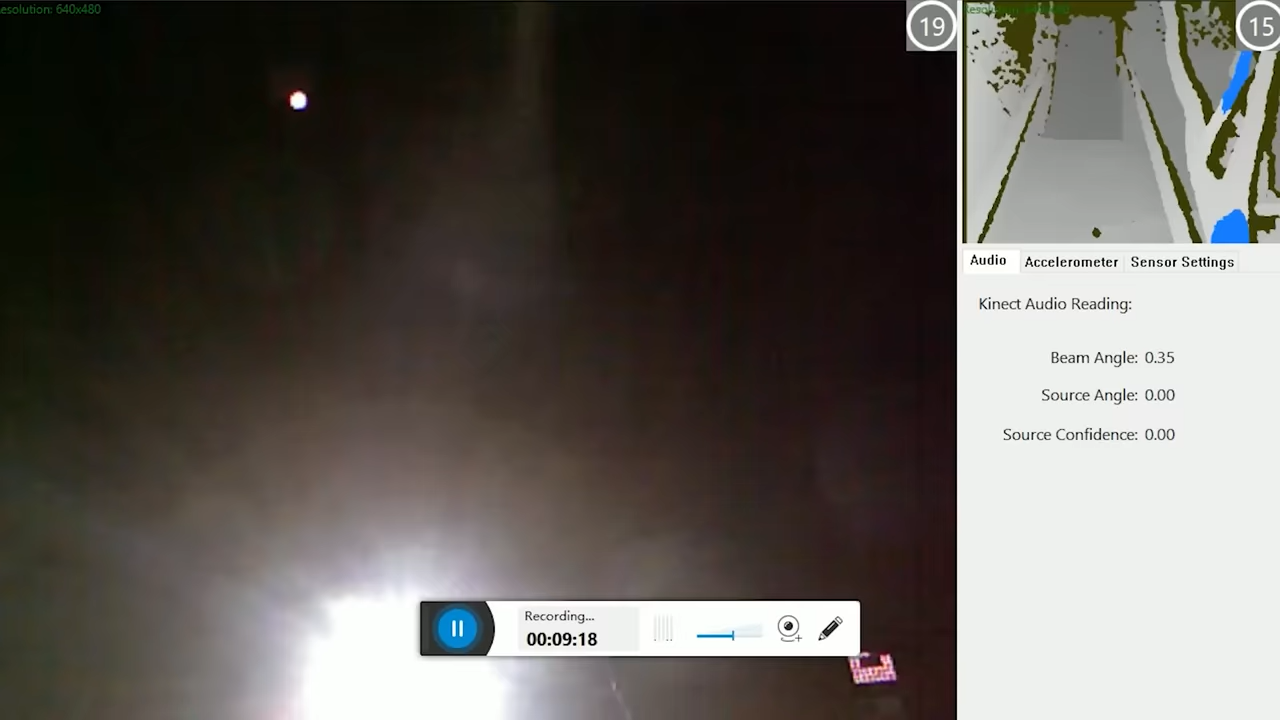 esolution: 640x480
19
15
Audio
Accelerometer
Sensor Settings
Kinect Audio Reading:
Beam Angle: 0.35
Source Angle: 0.00
Source Confidence: 0.00
Recording...
00:09:18